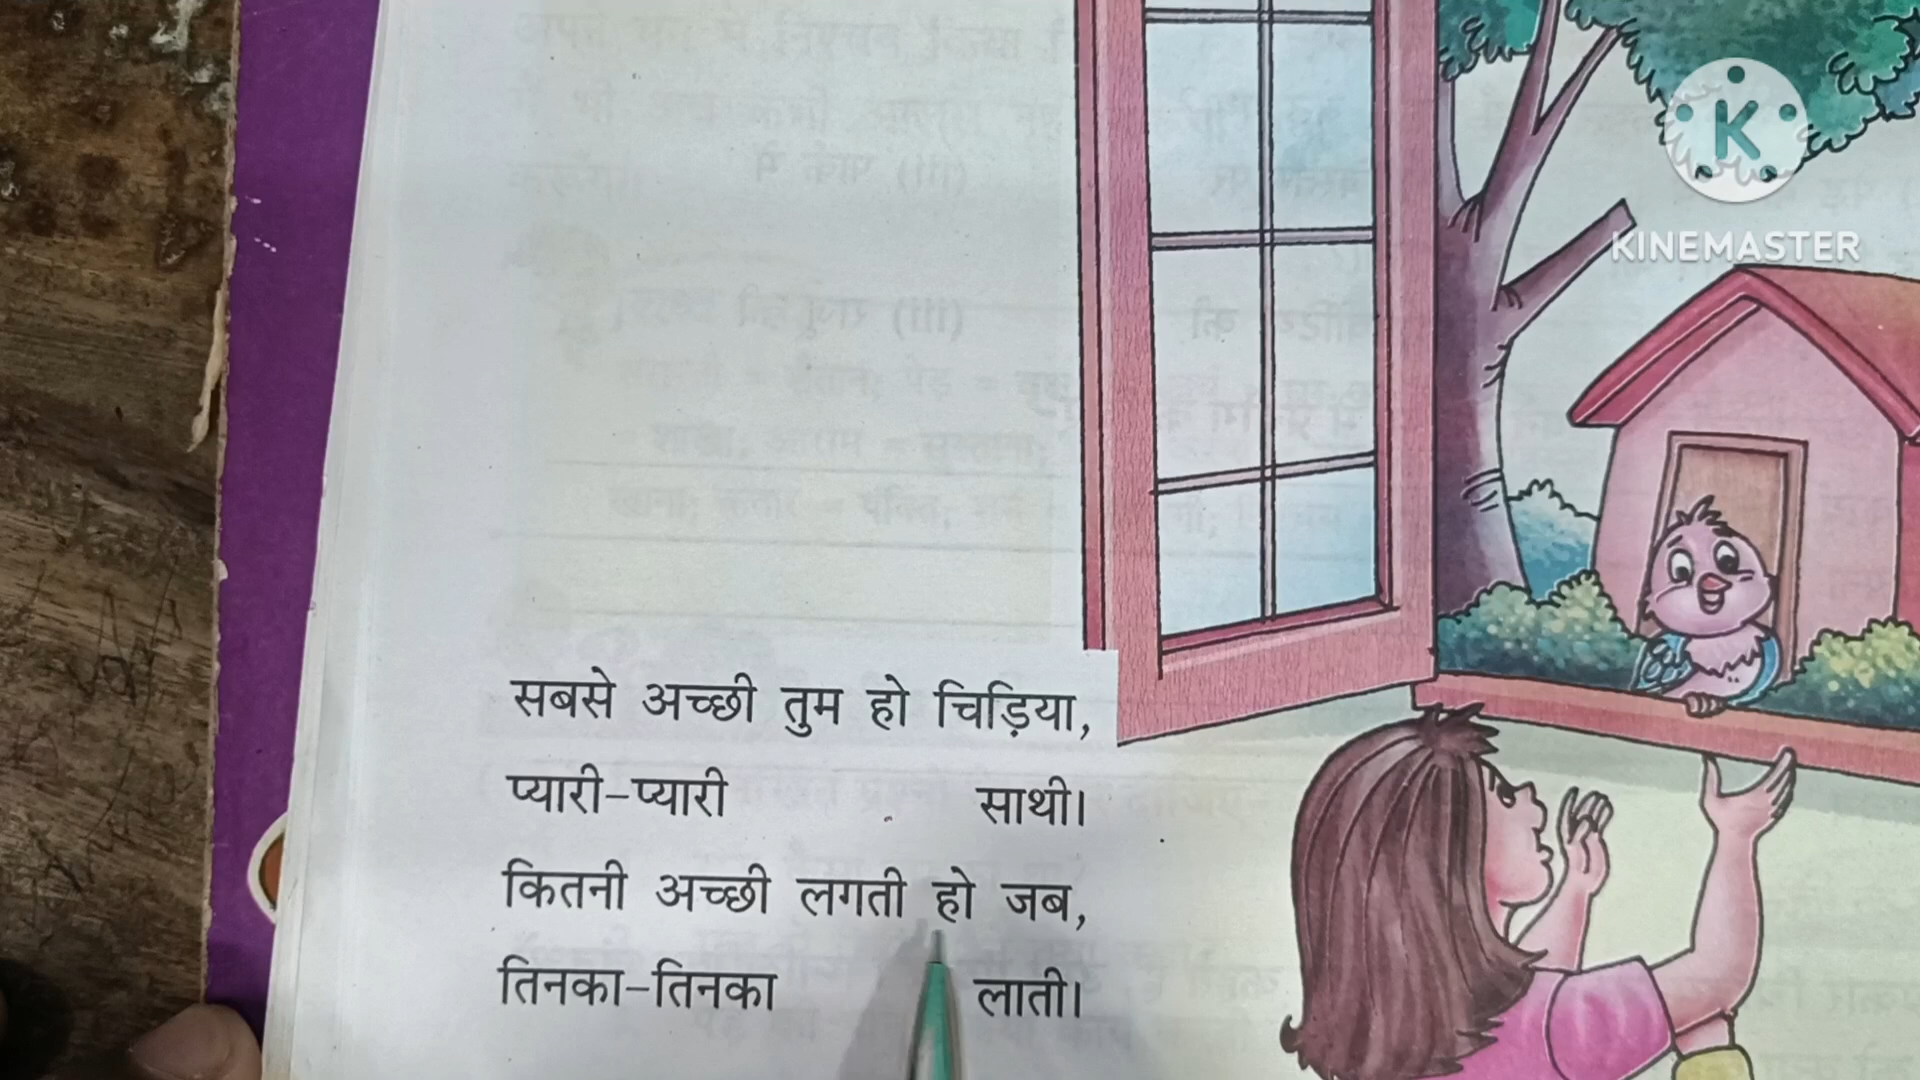 K
KINEMASTER
सबसे अच्छी तुम हो चिड़िया,
प्यारी-प्यारी साथी।
कितनी अच्छी लगती हो जब,
तिनका-तिनका लाती।